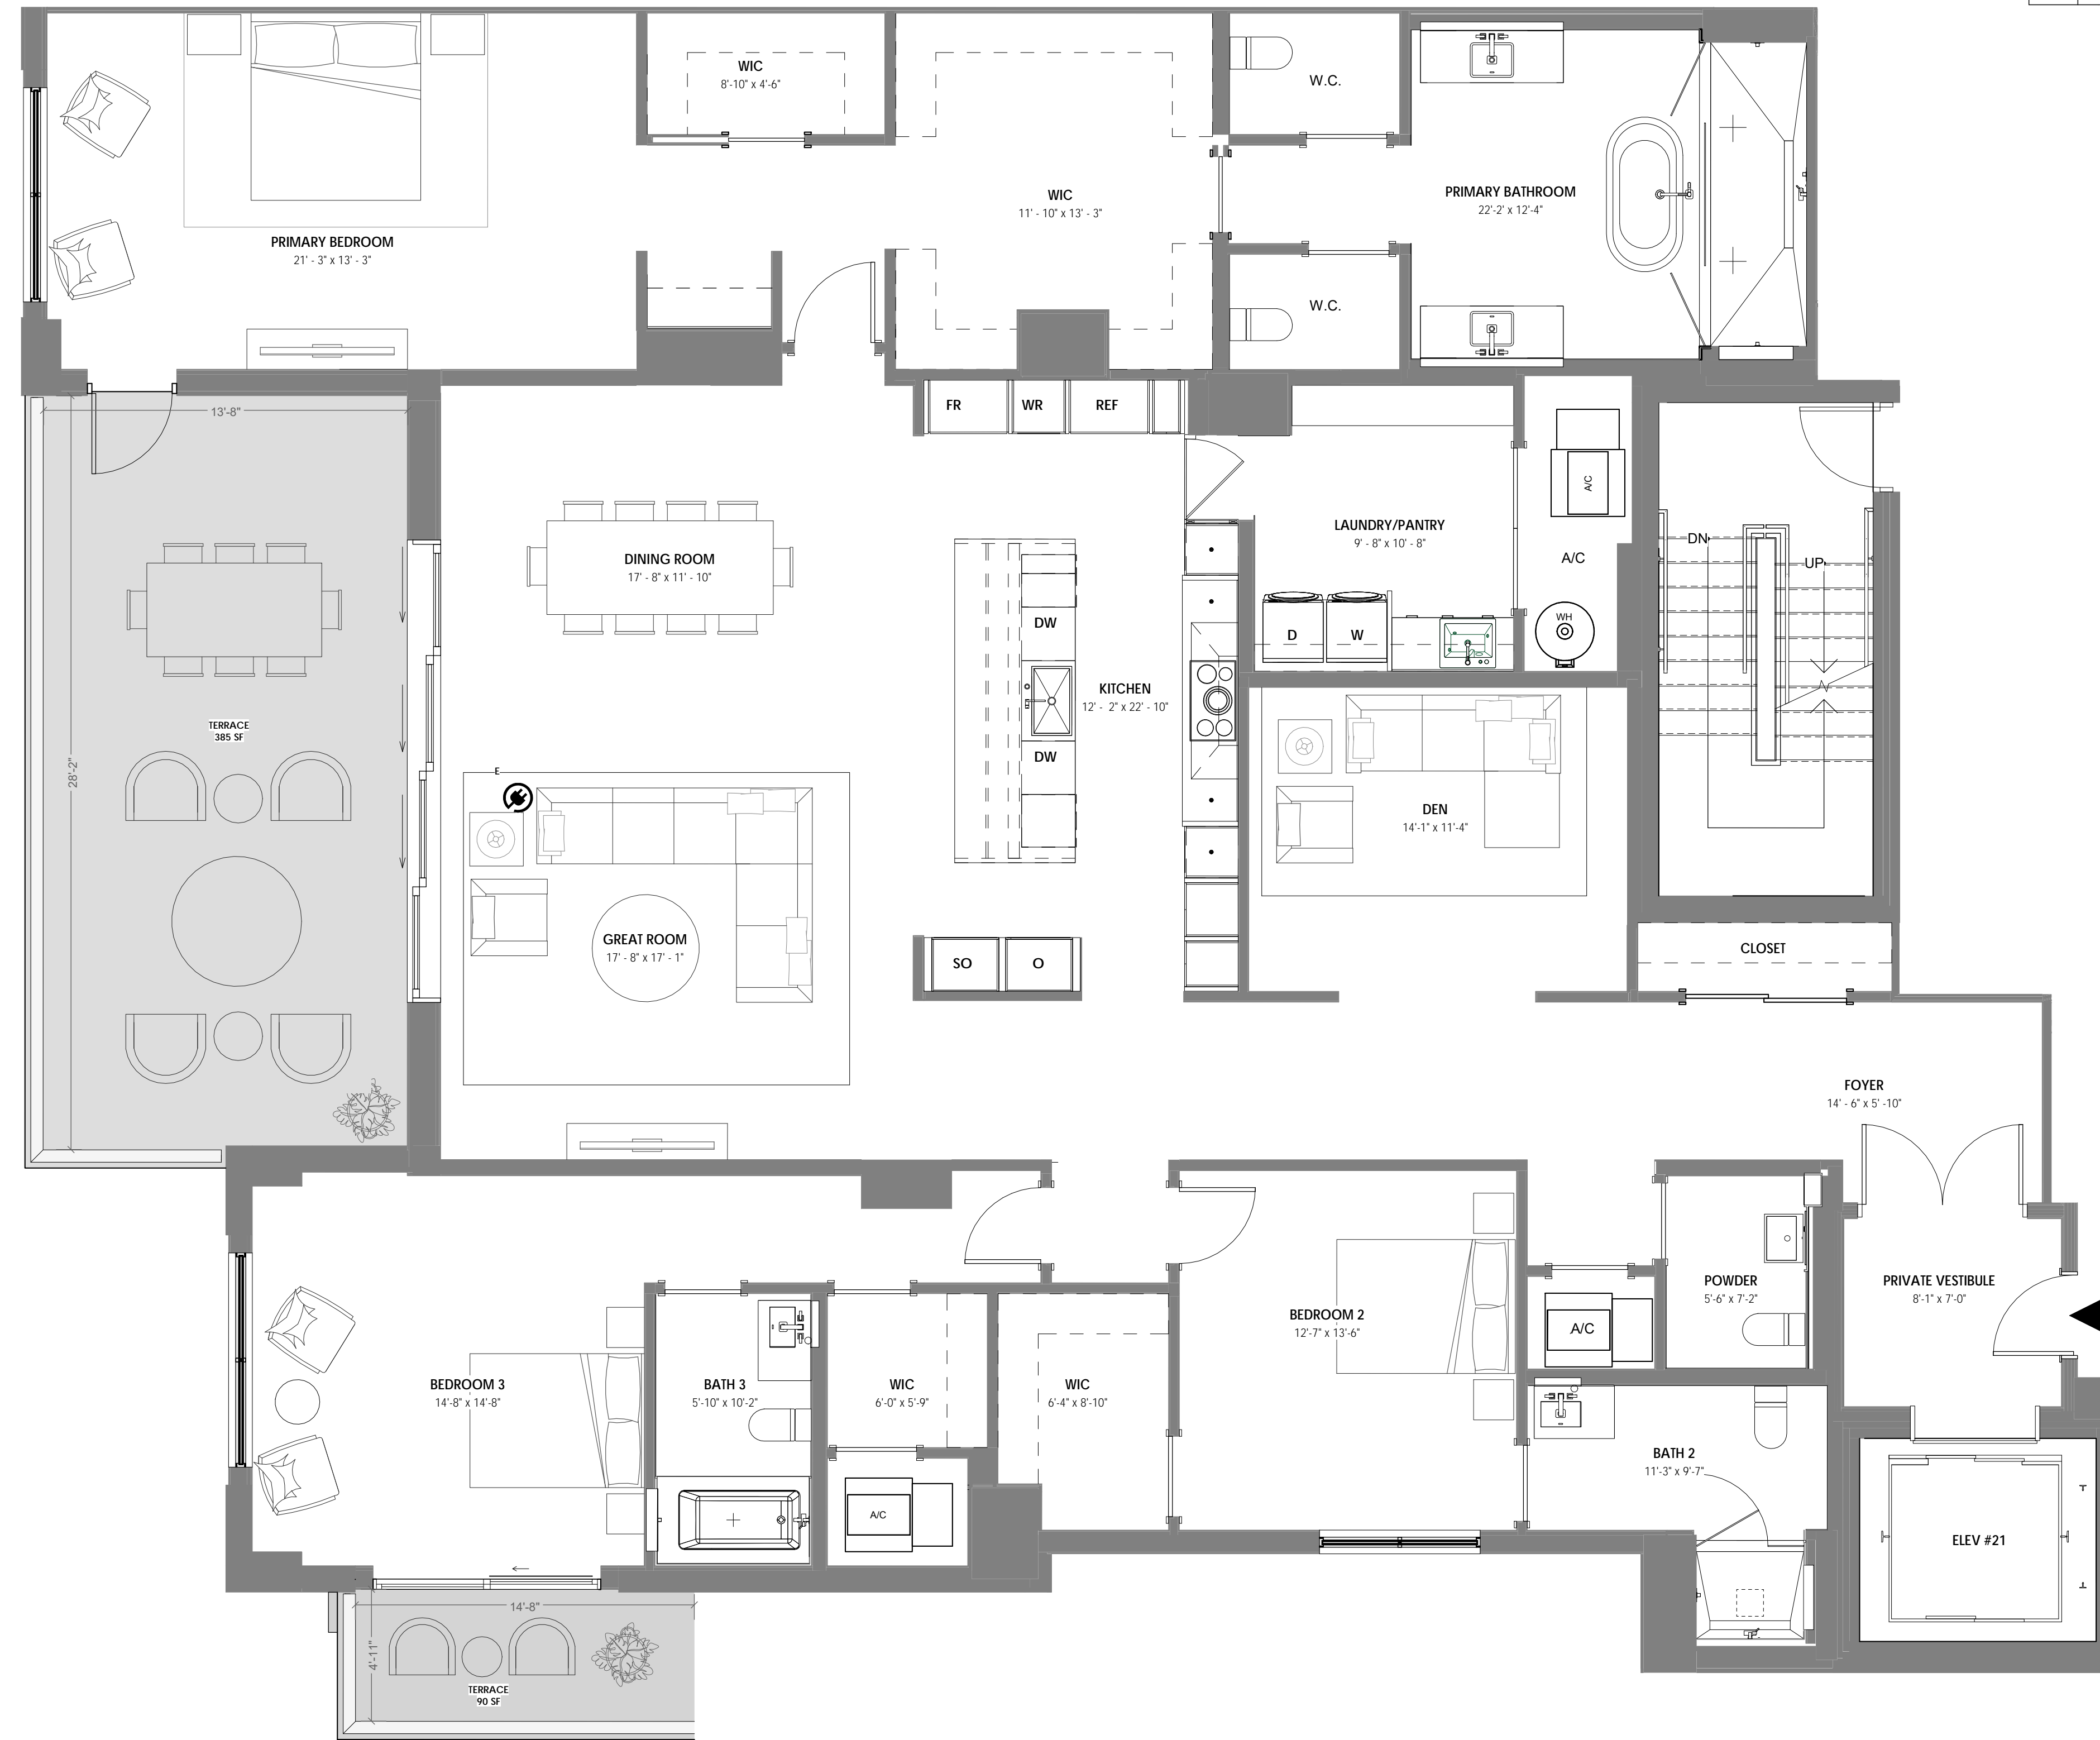 WIC
8'-10" x 4'-6"
W.C.
WIC
11' - 10" x 13' - 3"
PRIMARY BATHROOM
22'-2' x 12'-4"
PRIMARY BEDROOM
21' - 3" x 13' - 3"
W.C.
13'-8"
FR
WR
REF
A/C
LAUNDRY/PANTRY
9' - 8" x 10' - 8"
DN
UP
A/C
DINING ROOM
17' - 8" x 11' - 10"
WH
DW
D
W
KITCHEN
12' - 2" x 22' - 10"
TERRACE
385 SF
28'-2"
DW
E
DEN
14'-1" x 11'-4"
GREAT ROOM
17' - 8" x 17' - 1"
SO
O
CLOSET
FOYER
14' - 6" x 5' -10"
POWDER
5'-6" x 7'-2"
PRIVATE VESTIBULE
8'-1" x 7'-0"
BEDROOM 2
12'-7" x 13'-6"
A/C
BEDROOM 3
14'-8" x 14'-8"
BATH 3
5'-10" x 10'-2"
WIC
6'-0" x 5'-9"
WIC
6'-4" x 8'-10"
BATH 2
11'-3" x 9'-7"
A/C
ELEV #21
14'-8"
4'-11"
TERRACE
90 SF